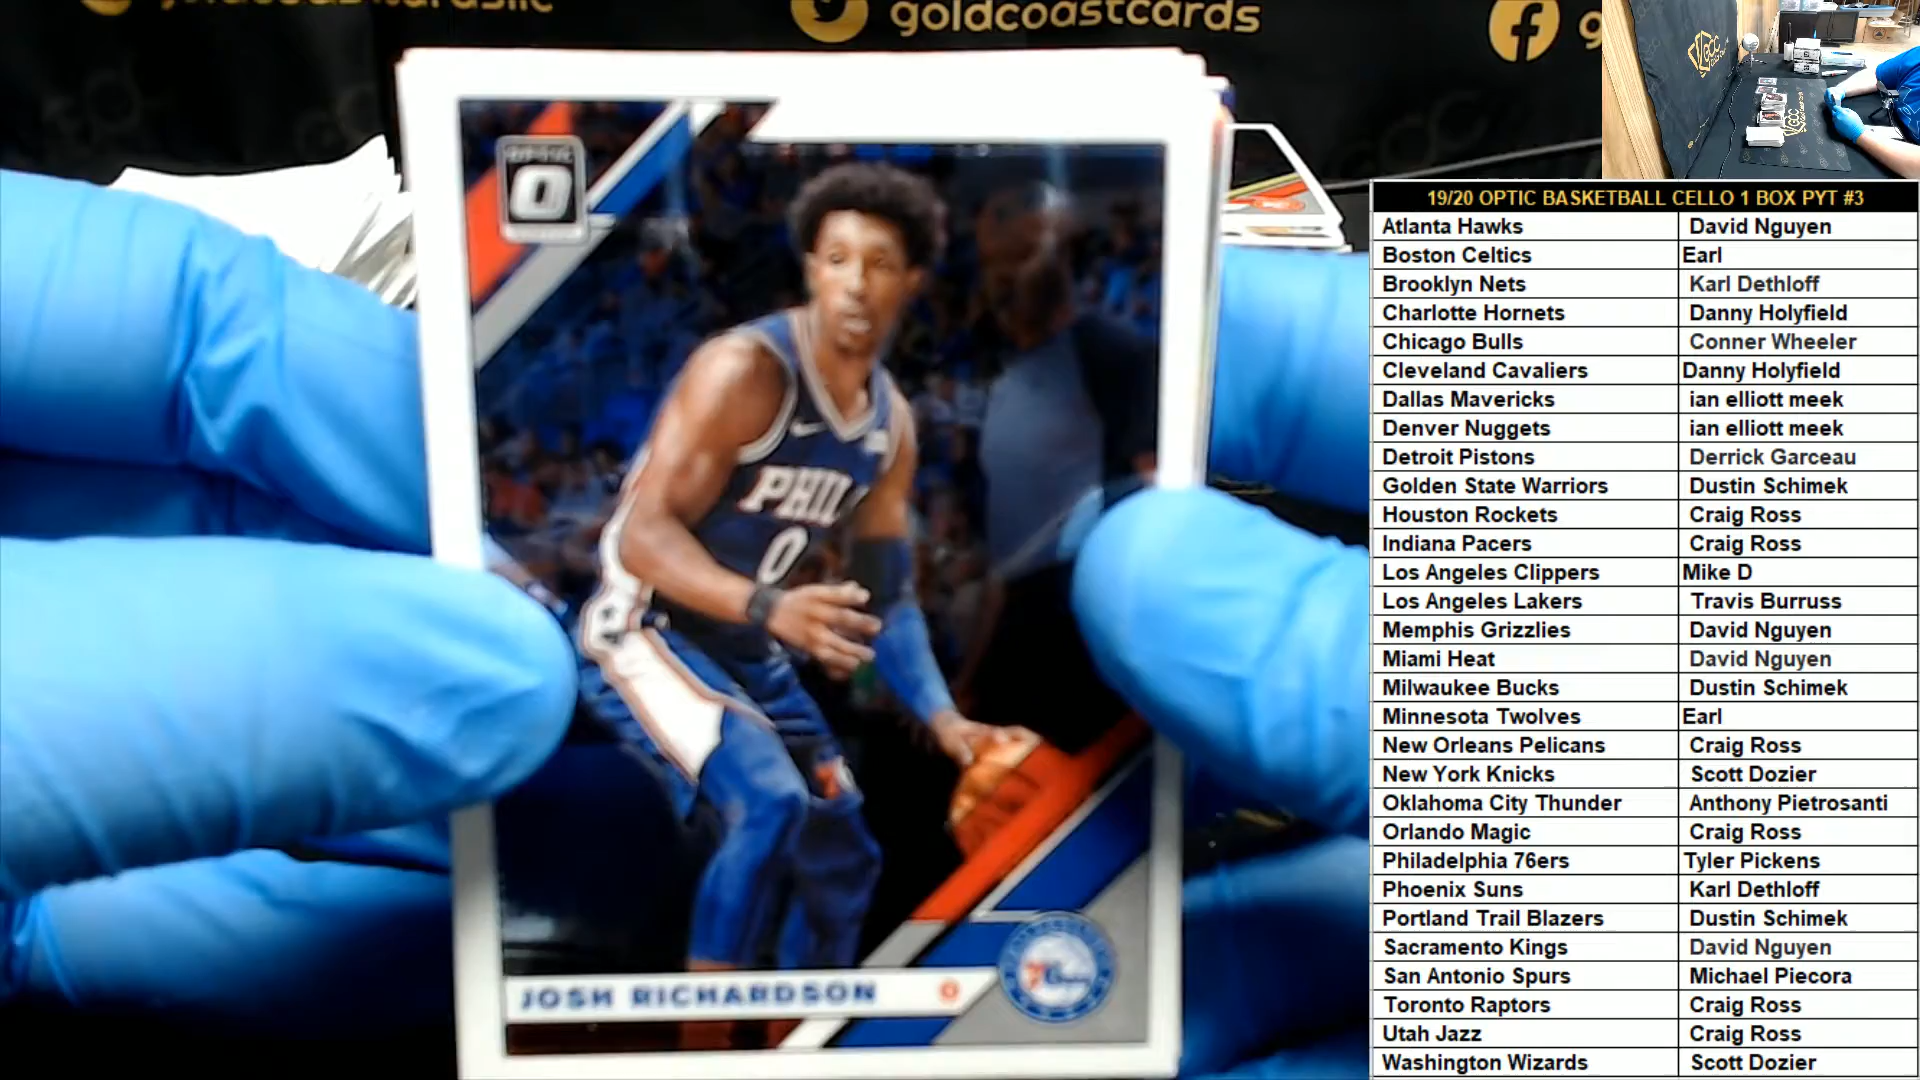 goldcoastcards
OPTIC
PHIL
0
JOSH RICHARDSON 0
GCC
GCC
19/20 OPTIC BASKETBALL CELLO 1 BOX PYT #3
Atlanta Hawks David Nguyen
Boston Celtics Earl
Brooklyn Nets Karl Dethloff
Charlotte Hornets Danny Holyfield
Chicago Bulls Conner Wheeler
Cleveland Cavaliers Danny Holyfield
Dallas Mavericks ian elliott meek
Denver Nuggets ian elliott meek
Detroit Pistons Derrick Garceau
Golden State Warriors Dustin Schimek
Houston Rockets Craig Ross
Indiana Pacers Craig Ross
Los Angeles Clippers Mike D
Los Angeles Lakers Travis Burruss
Memphis Grizzlies David Nguyen
Miami Heat David Nguyen
Milwaukee Bucks Dustin Schimek
Minnesota Twolves Earl
New Orleans Pelicans Craig Ross
New York Knicks Scott Dozier
Oklahoma City Thunder Anthony Pietrosanti
Orlando Magic Craig Ross
Philadelphia 76ers Tyler Pickens
Phoenix Suns Karl Dethloff
Portland Trail Blazers Dustin Schimek
Sacramento Kings David Nguyen
San Antonio Spurs Michael Piecora
Toronto Raptors Craig Ross
Utah Jazz Craig Ross
Washington Wizards Scott Dozier